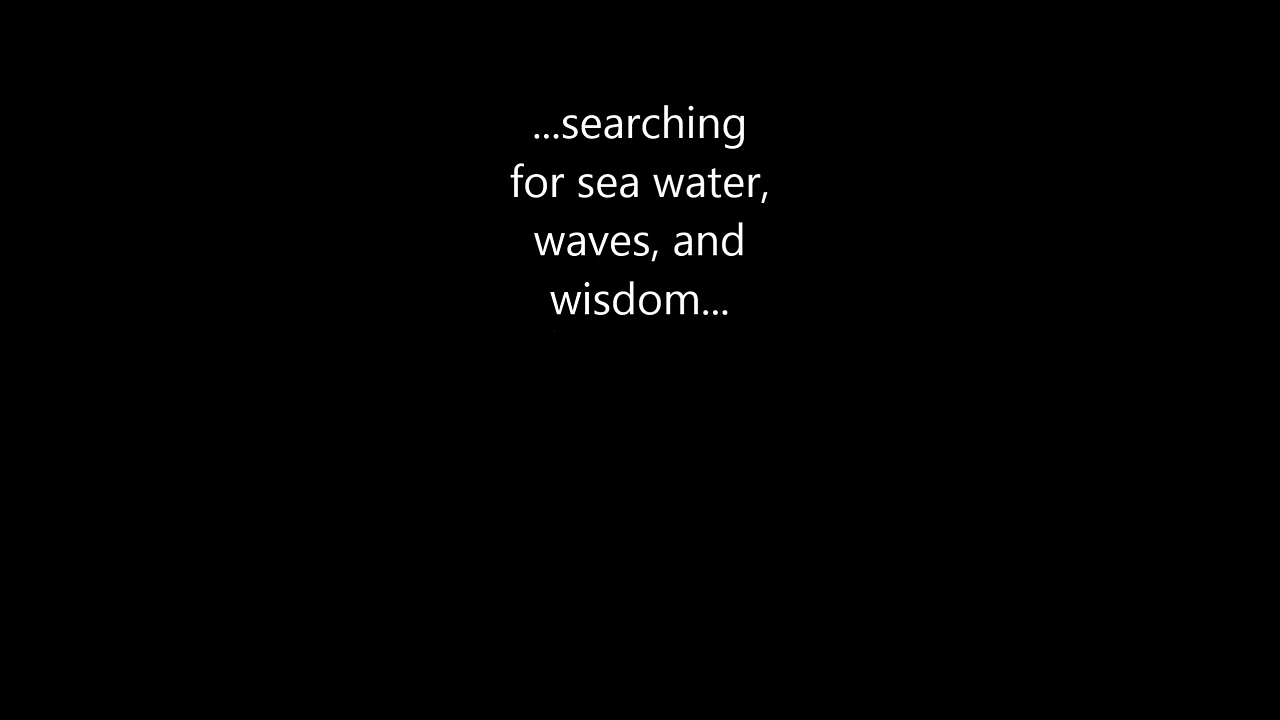 ...searching
for sea water,
waves, and
wisdom...